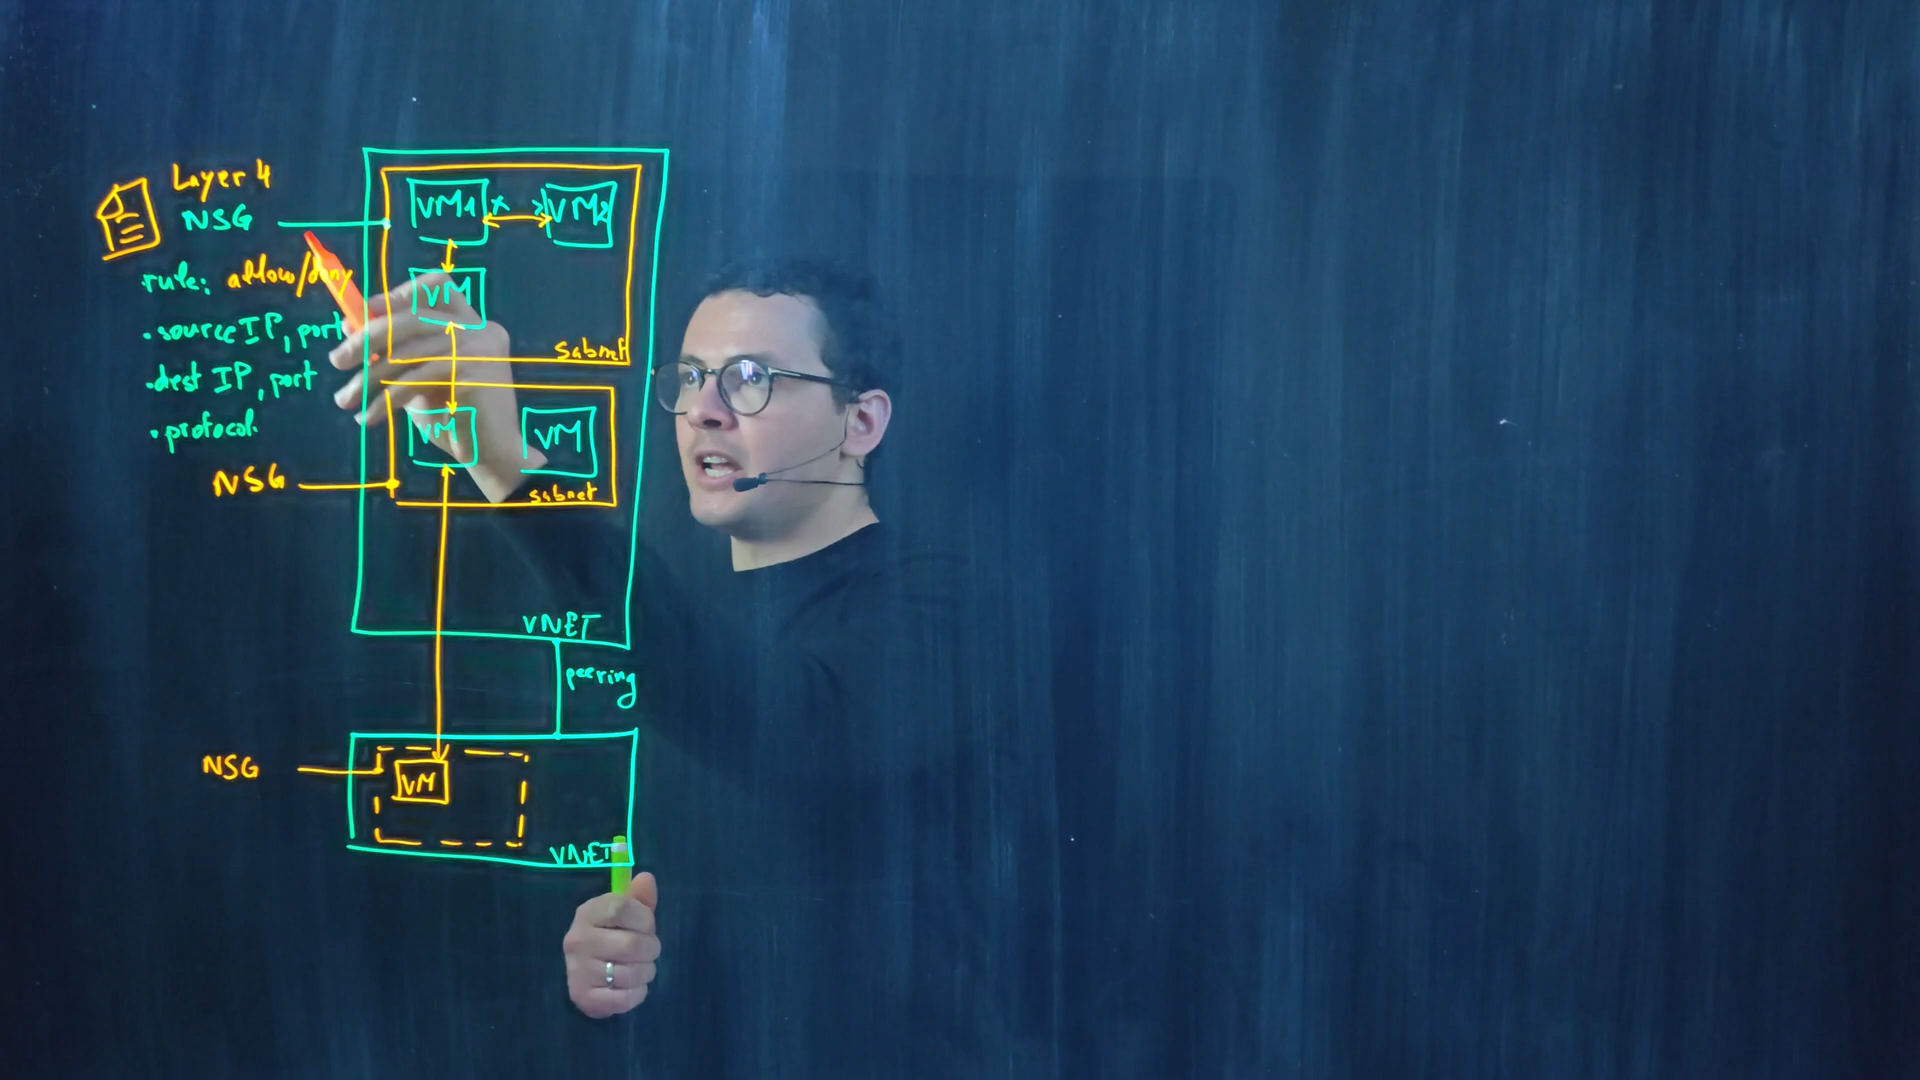 Layer 4
NSG
.rule: allow/deny
.source IP, port
.dest IP, port
.protocol
NSG
NSG
VM1
x
VM2
VM
Subnet
VM
VM
subnet
VNET
peering
VM
VNET